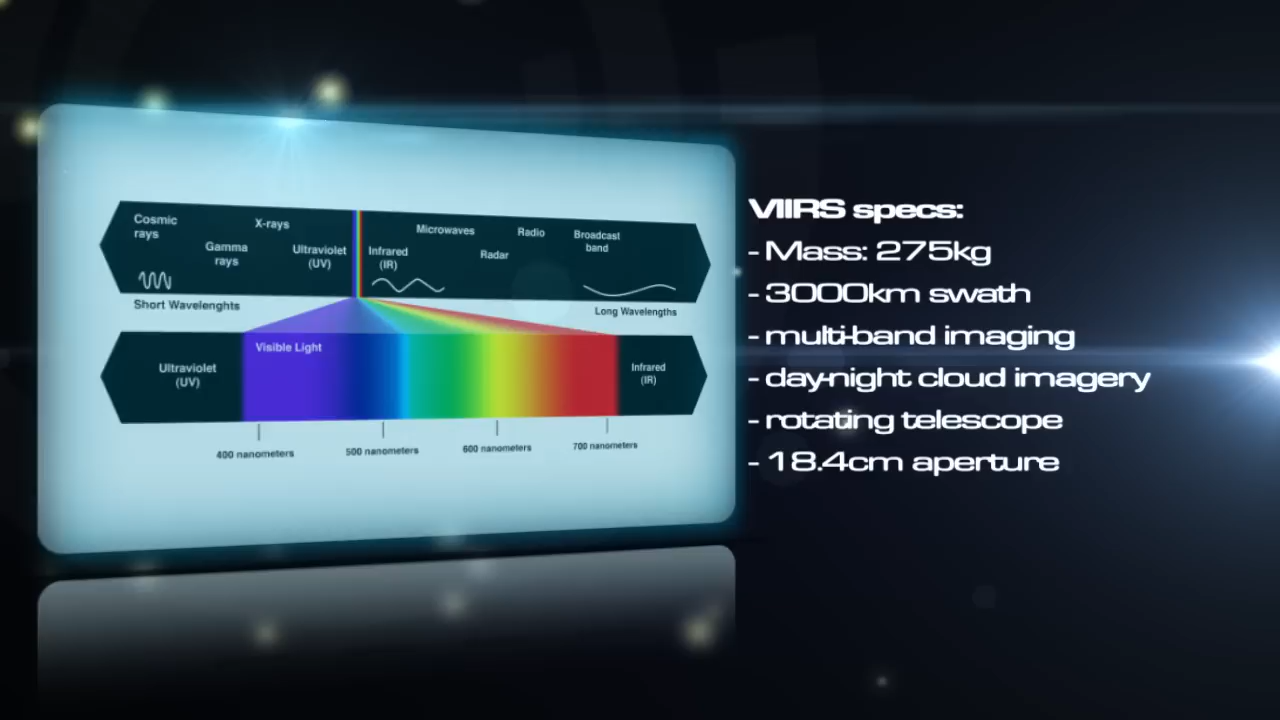 Cosmic
rays
Gamma
rays
X-rays
Ultraviolet
(UV)
Infrared
(IR)
Microwaves
Radar
Radio
Broadcast
band
Short Wavelenghts
Long Wavelengths
Ultraviolet
(UV)
Visible Light
Infrared
(IR)
400 nanometers
500 nanometers
600 nanometers
700 nanometers
VIIRS specs:
- Mass: 275kg
- 3000km swath
- multi-band imaging
- day-night cloud imagery
- rotating telescope
- 18.4cm aperture